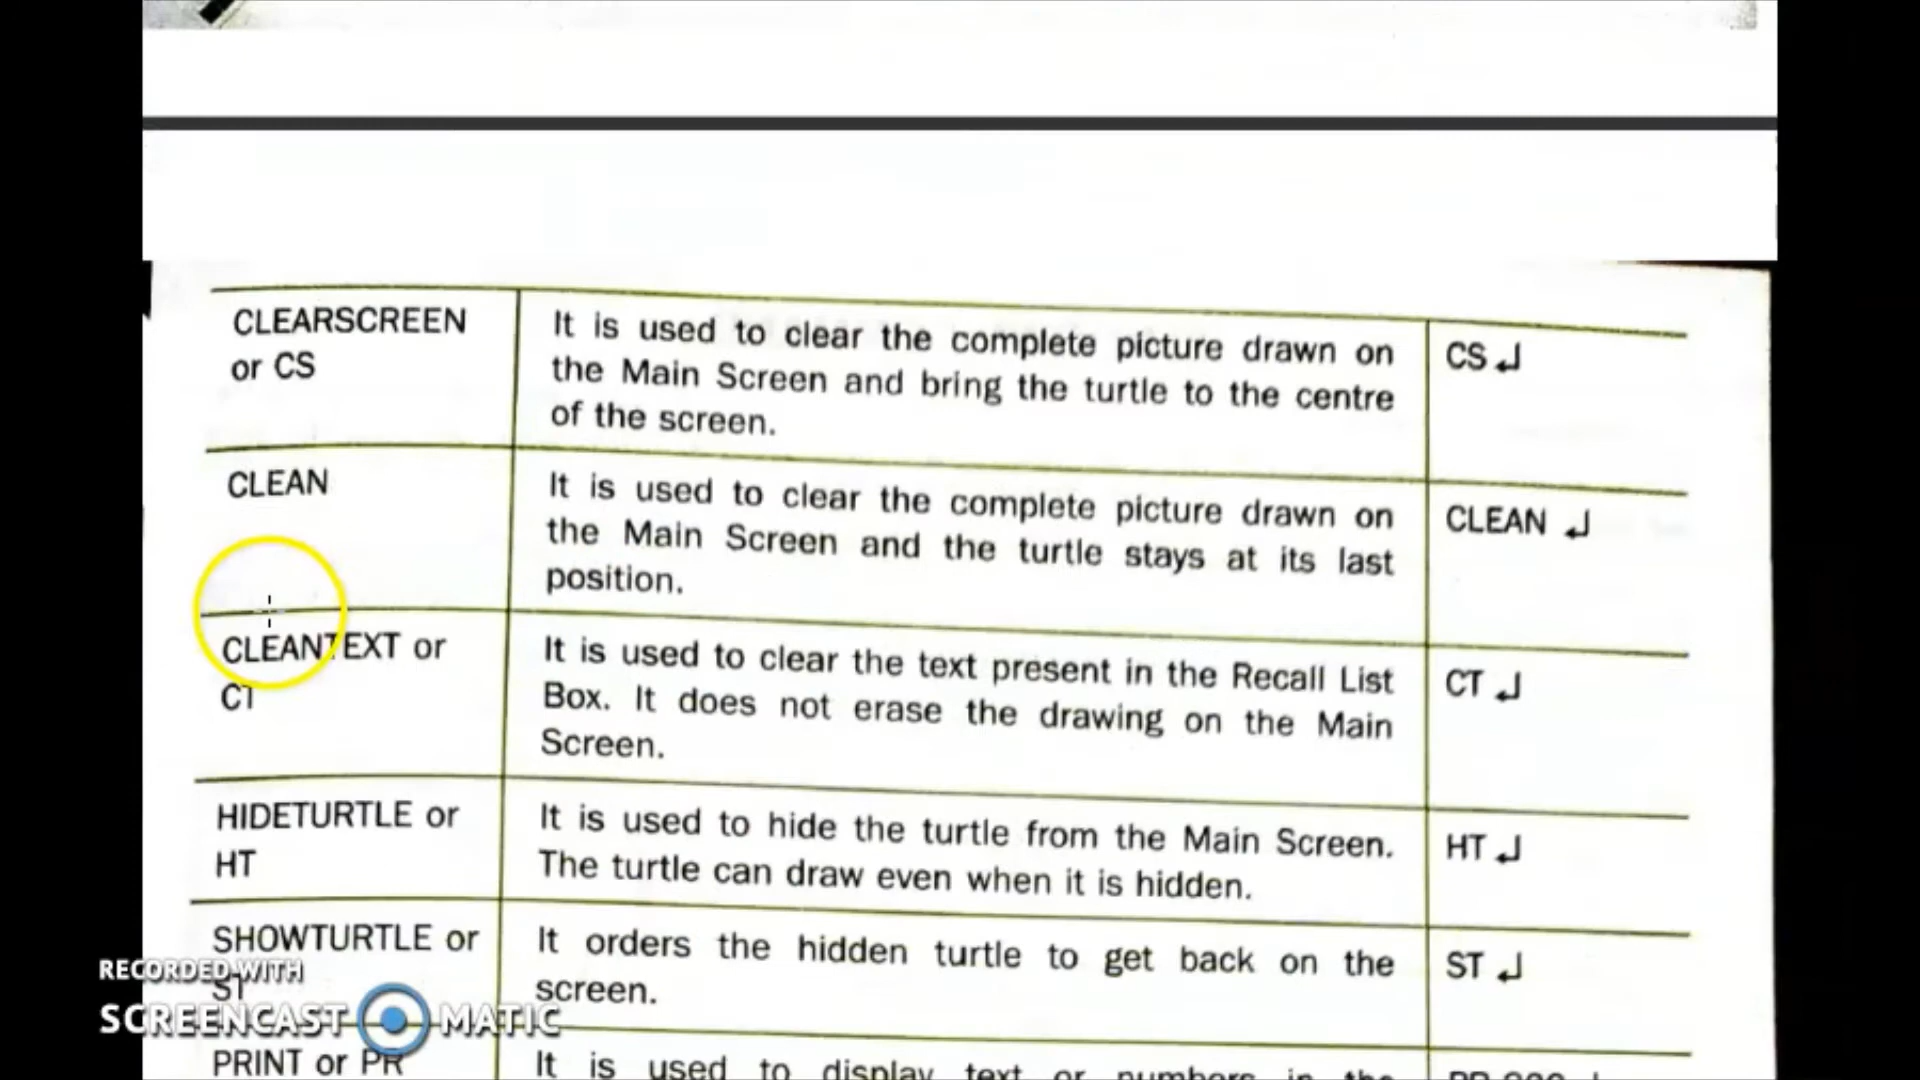 CLEARSCREEN
or CS
It is used to clear the complete picture drawn on
the Main Screen and bring the turtle to the centre
of the screen.
CS ↲
CLEAN
It is used to clear the complete picture drawn on
the Main Screen and the turtle stays at its last
position.
CLEAN ↲
CLEANTEXT or
CT
It is used to clear the text present in the Recall List
Box. It does not erase the drawing on the Main
Screen.
CT ↲
HIDETURTLE or
HT
It is used to hide the turtle from the Main Screen.
The turtle can draw even when it is hidden.
HT ↲
SHOWTURTLE or
ST
It orders the hidden turtle to get back on the
screen.
ST ↲
PRINT or PR
It is used to display text or numbers in the
RECORDED WITH
SCREENCAST MATIC